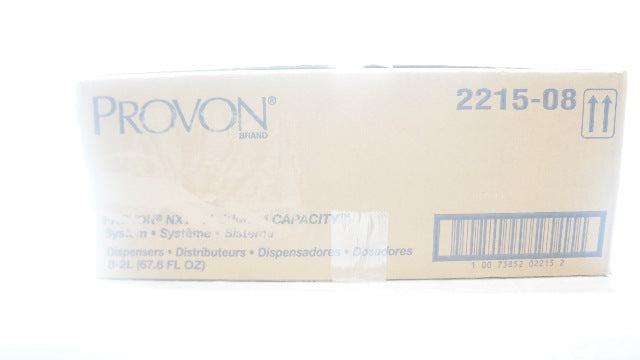 PROVON®
BRAND
2215-08
NX CAPACITY™
System • Système • Sistema
Dispensers • Distributeurs • Dispensadores • Dosadores
8-2L (67.6 FL OZ)
1 00 73852 02215 2